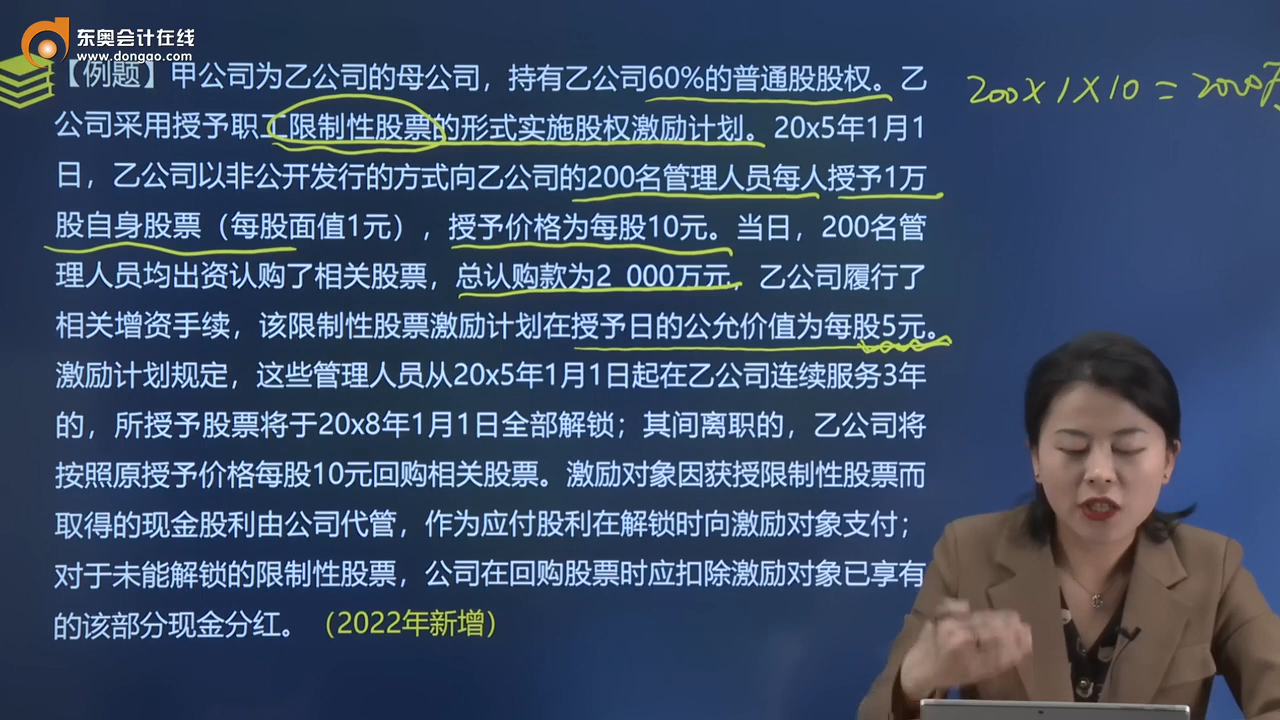 东奥会计在线
www.dongao.com
【例题】甲公司为乙公司的母公司，持有乙公司60%的普通股股权。乙
公司采用授予职工限制性股票的形式实施股权激励计划。20x5年1月1
日，乙公司以非公开发行的方式向乙公司的200名管理人员每人授予1万
股自身股票（每股面值1元），授予价格为每股10元。当日，200名管
理人员均出资认购了相关股票，总认购款为2 000万元，乙公司履行了
相关增资手续，该限制性股票激励计划在授予日的公允价值为每股5元。
激励计划规定，这些管理人员从20x5年1月1日起在乙公司连续服务3年
的，所授予股票将于20x8年1月1日全部解锁；其间离职的，乙公司将
按照原授予价格每股10元回购相关股票。激励对象因获授限制性股票而
取得的现金股利由公司代管，作为应付股利在解锁时向激励对象支付；
对于未能解锁的限制性股票，公司在回购股票时应扣除激励对象已享有
的该部分现金分红。（2022年新增）
200×1×10=2000万